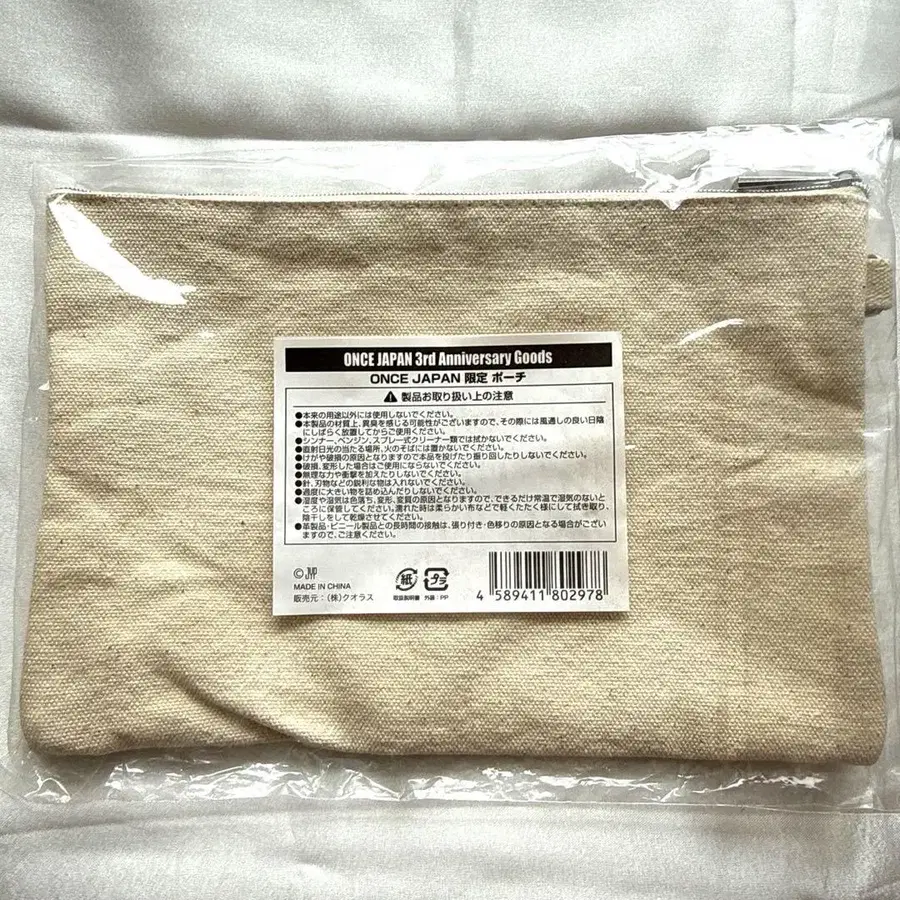 ONCE JAPAN 3rd Anniversary Goods
ONCE JAPAN 限定 ポーチ
製品お取り扱い上の注意
●本来の用途以外には使用しないでください。
●本製品の材質上、異臭を感じる可能性がございますので、その際には風通しの良い日陰
にしばらく放置してからご使用ください。
●シンナー、ベンジン、スプレー式クリーナー類では拭かないでください。
●直射日光の当たる場所、火のそばには置かないでください。
●けがや破損の原因となりますので本品を投げたり振り回したりしないでください。
●破損、変形した場合はご使用にならないでください。
●無理な力や衝撃を加えたりしないでください。
●針、刃物などの鋭利な物は入れないでください。
●過度に大きい物を詰め込んだりしないでください。
●湿度や湿気は色落ち、変形、変質の原因となりますので、できるだけ常温で湿気のないと
ころに保管してください。濡れた時は柔らかい布などで軽くたたく様にして拭き取り、
陰干しをして乾燥させてください。
●革製品・ビニール製品との長時間の接触は、張り付き・色移りの原因となる場合がござい
ますので、ご注意ください。
© JYP
MADE IN CHINA
販売元：（株）クオラス
紙
取扱説明書
プラ
外装：PP
4 589411 802978